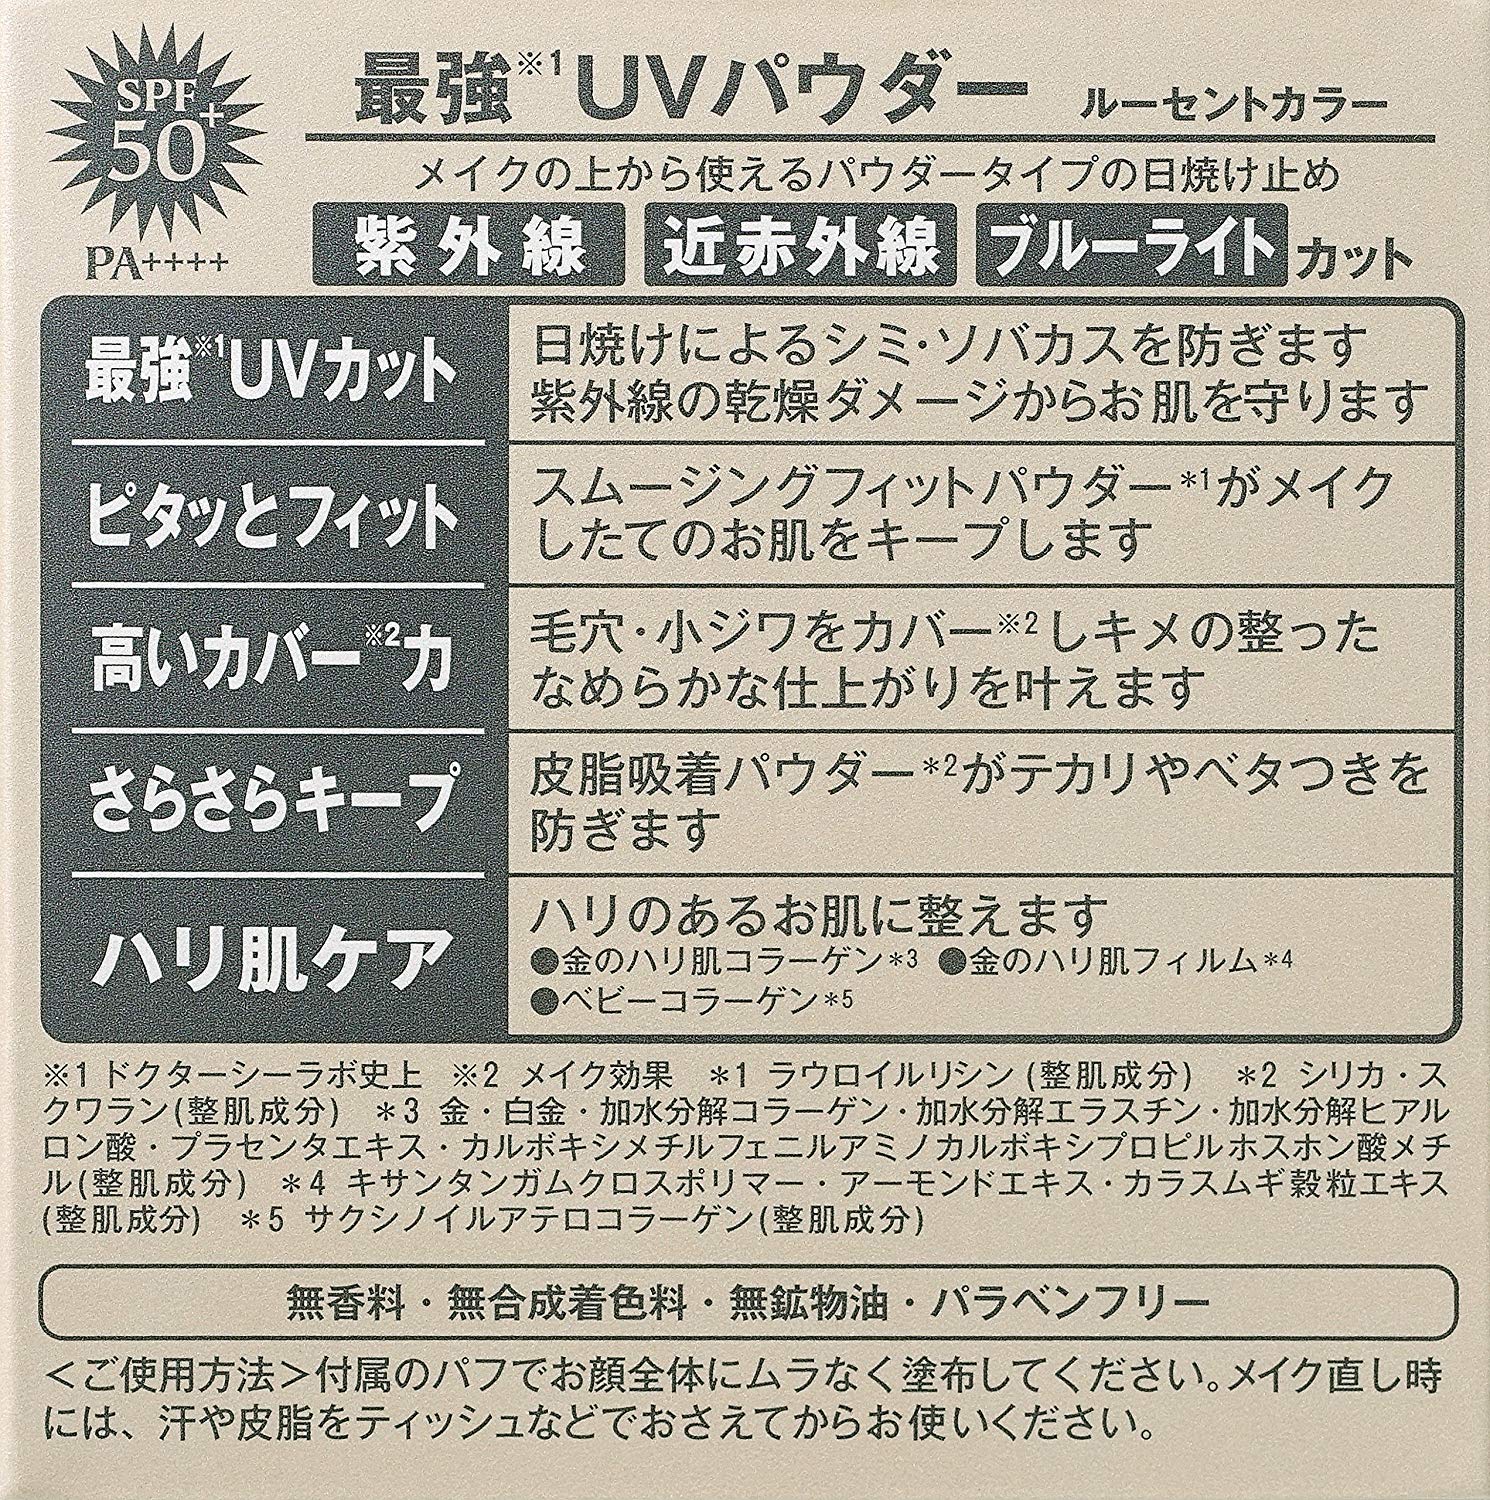 SPF
50+
PA++++
最強※1 UVパウダー ルーセントカラー
メイクの上から使えるパウダータイプの日焼け止め
紫外線 近赤外線 ブルーライト カット
最強※1UVカット
日焼けによるシミ・ソバカスを防ぎます
紫外線の乾燥ダメージからお肌を守ります
ピタッとフィット
スムージングフィットパウダー*1がメイク
したてのお肌をキープします
高いカバー※2力
毛穴・小ジワをカバー※2しキメの整った
なめらかな仕上がりを叶えます
さらさらキープ
皮脂吸着パウダー*2がテカリやベタつきを
防ぎます
ハリ肌ケア
ハリのあるお肌に整えます
●金のハリ肌コラーゲン*3 ●金のハリ肌フィルム*4
●ベビーコラーゲン*5
※1 ドクターシーラボ史上 ※2 メイク効果 *1 ラウロイルリシン(整肌成分) *2 シリカ・ス
クワラン(整肌成分) *3 金・白金・加水分解コラーゲン・加水分解エラスチン・加水分解ヒアル
ロン酸・プラセンタエキス・カルボキシメチルフェニルアミノカルボキシプロピルホスホン酸メチ
ル(整肌成分) *4 キサンタンガムクロスポリマー・アーモンドエキス・カラスムギ穀粒エキス
(整肌成分) *5 サクシノイルアテロコラーゲン(整肌成分)
無香料・無合成着色料・無鉱物油・パラベンフリー
＜ご使用方法＞付属のパフでお顔全体にムラなく塗布してください。メイク直し時
には、汗や皮脂をティッシュなどでおさえてからお使いください。